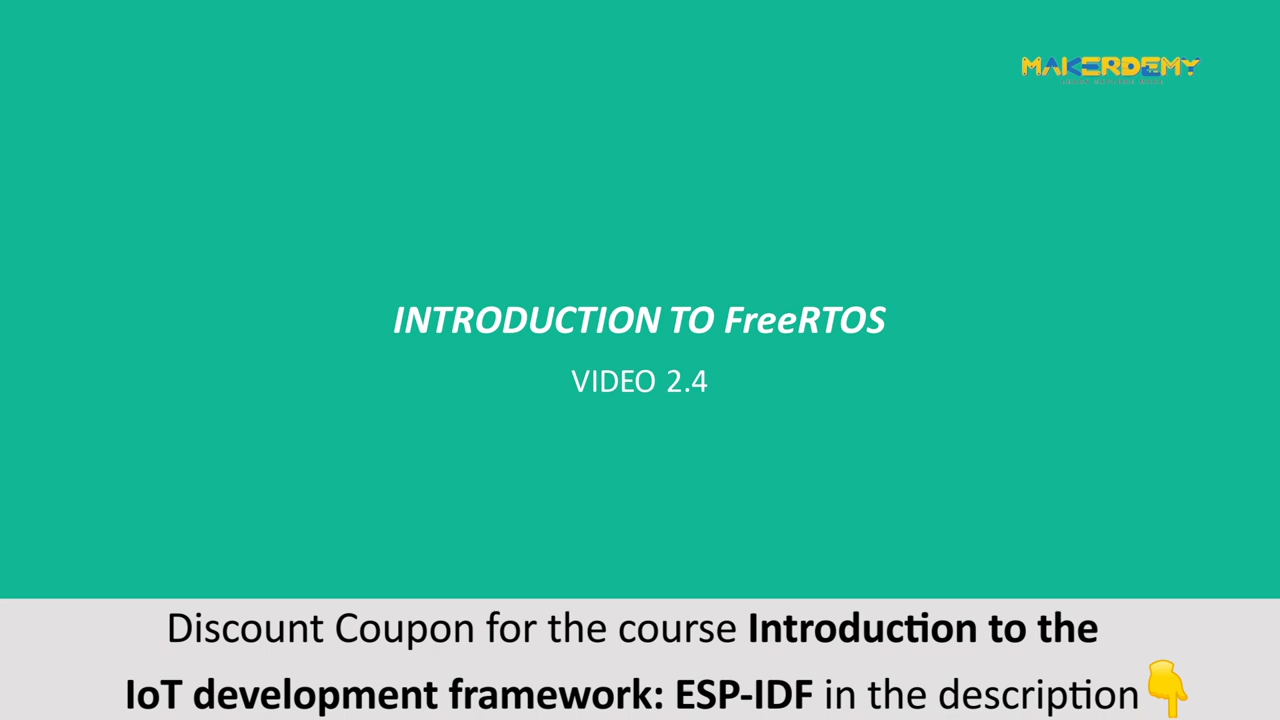 MAKERDEMY
INTRODUCTION TO FreeRTOS
VIDEO 2.4
Discount Coupon for the course Introduction to the
IoT development framework: ESP-IDF in the description👇